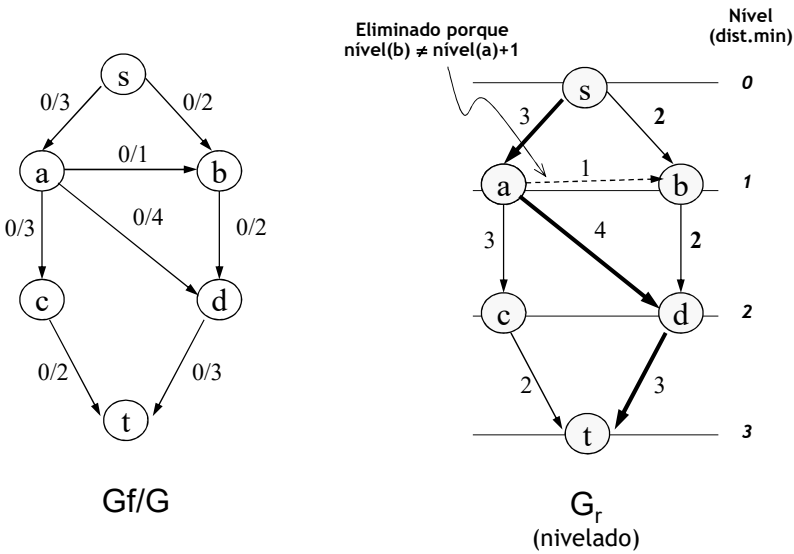 Eliminado porque
nível(b) ≠ nível(a)+1
Nível
(dist.min)
s
0/3
0/2
a
0/1
b
0/3
0/4
0/2
c
d
0/2
0/3
t
Gf/G
s
0
3
2
a
1
b
1
3
4
2
c
d
2
2
3
t
3
Gr
(nivelado)